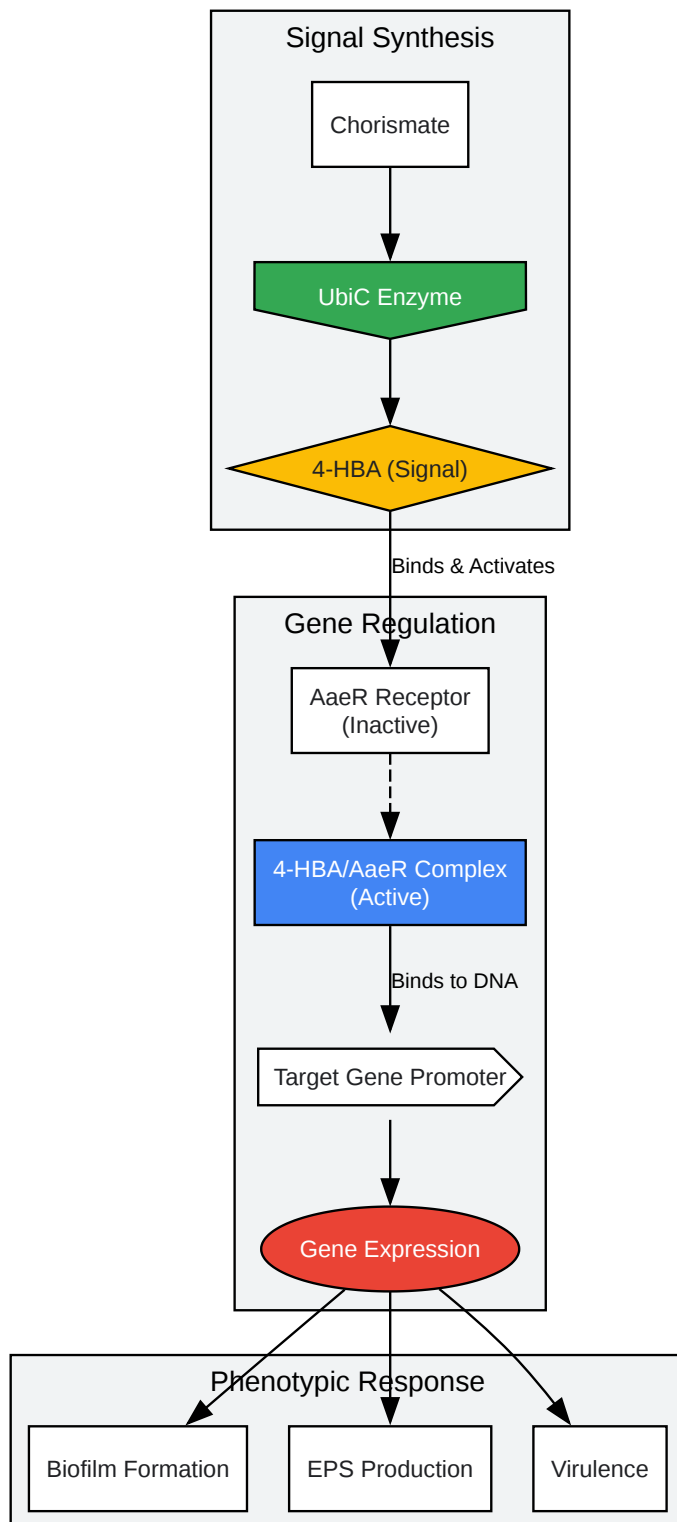 Signal Synthesis
Chorismate
UbiC Enzyme
4-HBA (Signal)
Binds & Activates
Gene Regulation
AaeR Receptor
(Inactive)
4-HBA/AaeR Complex
(Active)
Binds to DNA
Target Gene Promoter
Gene Expression
Phenotypic Response
Biofilm Formation
EPS Production
Virulence